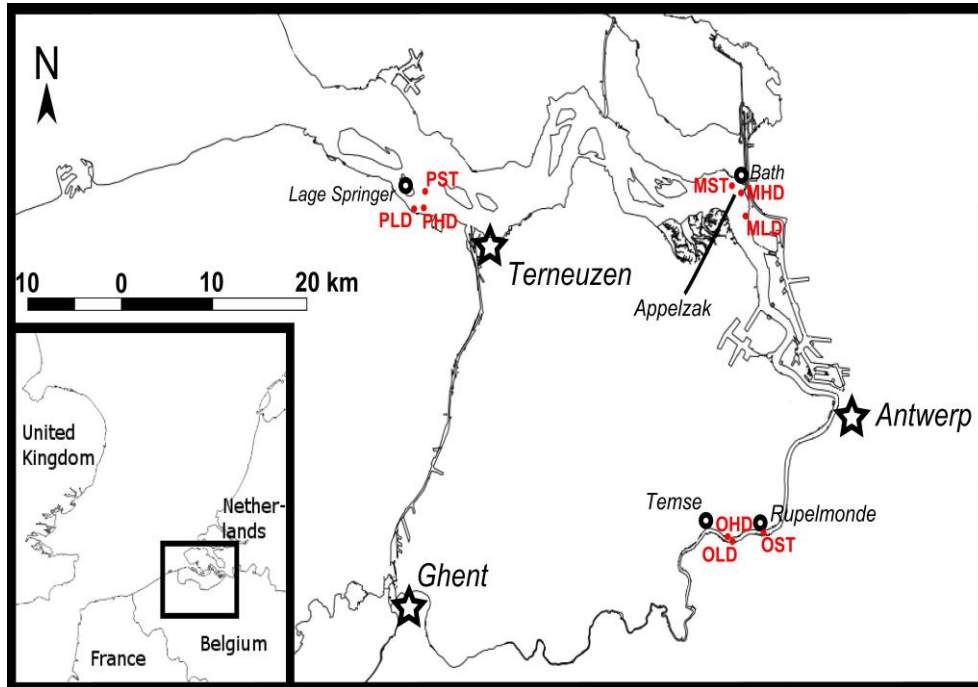 N
Lage Springer
PST
PLD
PHD
Terneuzen
MST
Bath
MHD
MLD
Appelzak
10 0 10 20 km
Antwerp
Temse
OHD
Rupelmonde
OLD
OST
Ghent
United
Kingdom
Nether-
lands
Belgium
France